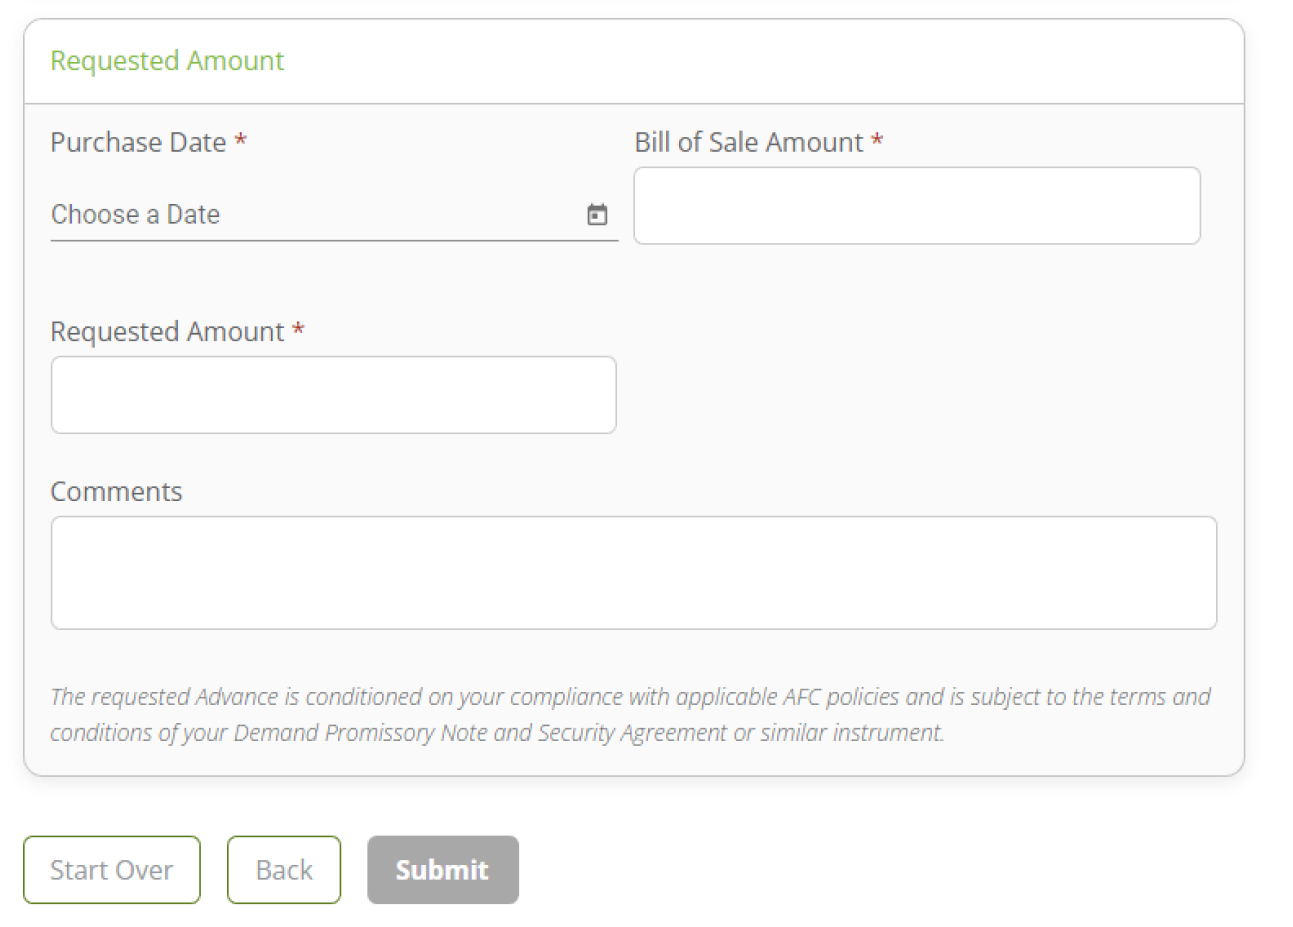 Requested Amount
Purchase Date *
Bill of Sale Amount *
Choose a Date
Requested Amount *
Comments
The requested Advance is conditioned on your compliance with applicable AFC policies and is subject to the terms and
conditions of your Demand Promissory Note and Security Agreement or similar instrument.
Start Over
Back
Submit